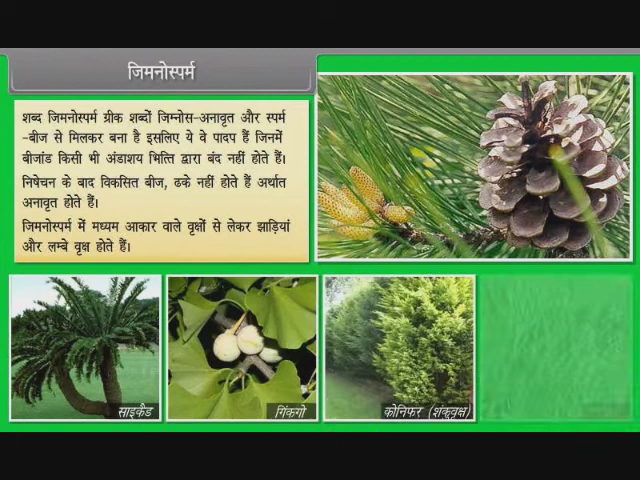 जिमनोस्पर्म
शब्द जिमनोस्पर्म ग्रीक शब्दों जिम्नोस-अनावृत और स्पर्म
-बीज से मिलकर बना है इसलिए ये वे पादप हैं जिनमें
बीजांड किसी भी अंडाशय भित्ति द्वारा बंद नहीं होते हैं।
निषेचन के बाद विकसित बीज, ढके नहीं होते हैं अर्थात
अनावृत होते हैं।
जिमनोस्पर्म में मध्यम आकार वाले वृक्षों से लेकर झाड़ियां
और लम्बे वृक्ष होते हैं।
साइकैड
गिंकगो
कोनिफर (शंकुवृक्ष)